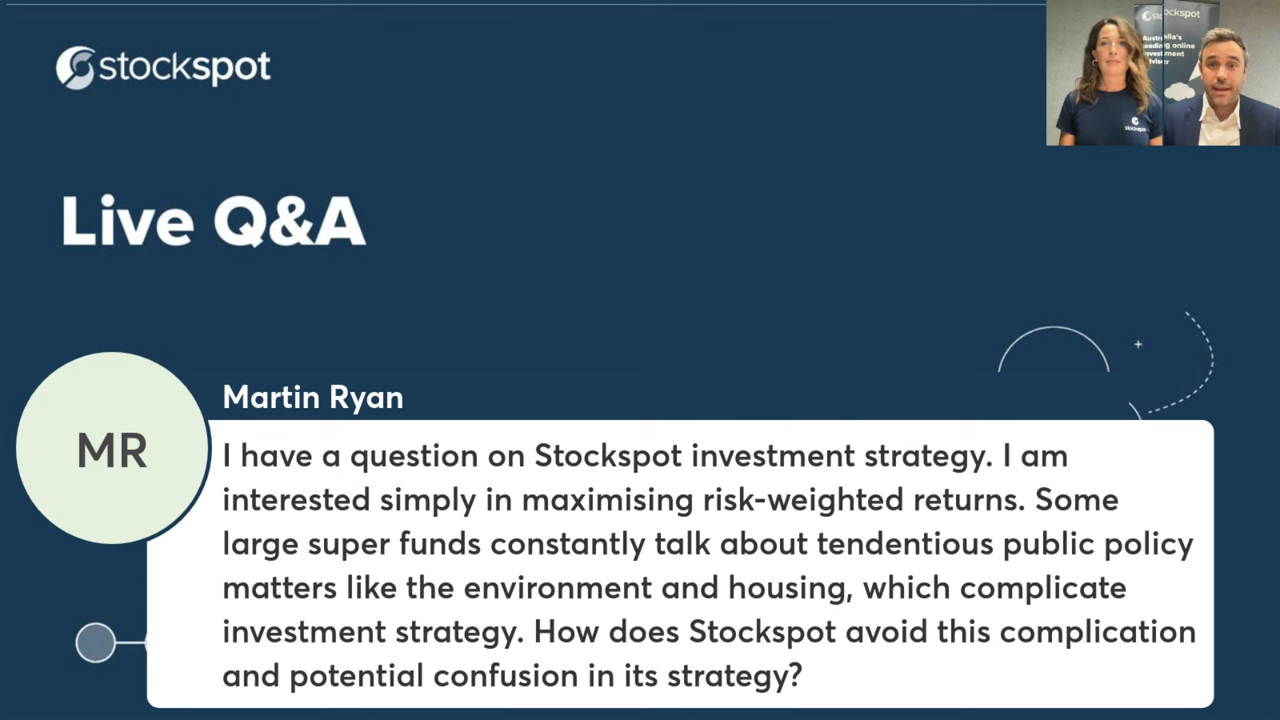 stockspot
Live Q&A
MR
Martin Ryan
I have a question on Stockspot investment strategy. I am
interested simply in maximising risk-weighted returns. Some
large super funds constantly talk about tendentious public policy
matters like the environment and housing, which complicate
investment strategy. How does Stockspot avoid this complication
and potential confusion in its strategy?
stockspot